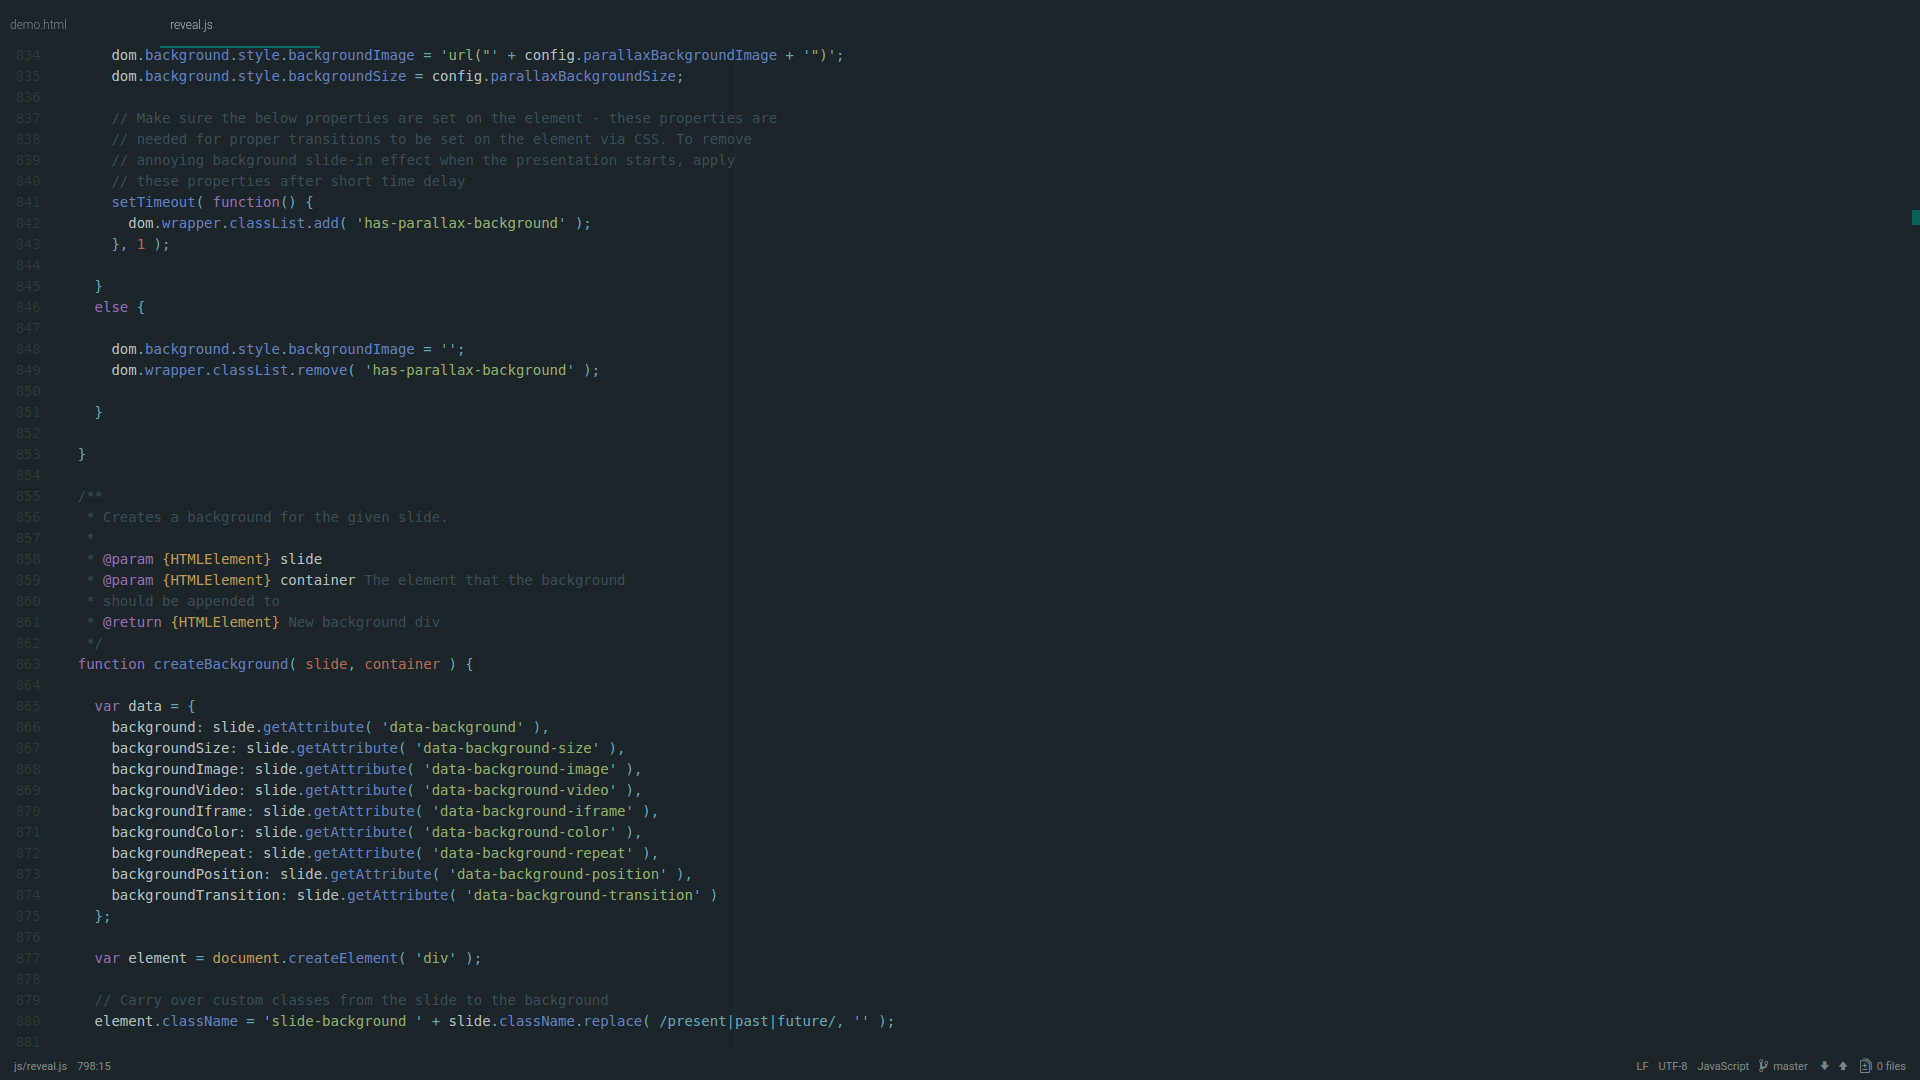 demo.html reveal.js
834 dom.background.style.backgroundImage = 'url("' + config.parallaxBackgroundImage + '")';
835 dom.background.style.backgroundSize = config.parallaxBackgroundSize;
836
837 // Make sure the below properties are set on the element - these properties are
838 // needed for proper transitions to be set on the element via CSS. To remove
839 // annoying background slide-in effect when the presentation starts, apply
840 // these properties after short time delay
841 setTimeout( function() {
842 dom.wrapper.classList.add( 'has-parallax-background' );
843 }, 1 );
844
845 }
846 else {
847
848 dom.background.style.backgroundImage = '';
849 dom.wrapper.classList.remove( 'has-parallax-background' );
850
851 }
852
853 }
854
855 /**
856 * Creates a background for the given slide.
857 *
858 * @param {HTMLElement} slide
859 * @param {HTMLElement} container The element that the background
860 * should be appended to
861 * @return {HTMLElement} New background div
862 */
863 function createBackground( slide, container ) {
864
865 var data = {
866 background: slide.getAttribute( 'data-background' ),
867 backgroundSize: slide.getAttribute( 'data-background-size' ),
868 backgroundImage: slide.getAttribute( 'data-background-image' ),
869 backgroundVideo: slide.getAttribute( 'data-background-video' ),
870 backgroundIframe: slide.getAttribute( 'data-background-iframe' ),
871 backgroundColor: slide.getAttribute( 'data-background-color' ),
872 backgroundRepeat: slide.getAttribute( 'data-background-repeat' ),
873 backgroundPosition: slide.getAttribute( 'data-background-position' ),
874 backgroundTransition: slide.getAttribute( 'data-background-transition' )
875 };
876
877 var element = document.createElement( 'div' );
878
879 // Carry over custom classes from the slide to the background
880 element.className = 'slide-background ' + slide.className.replace( /present|past|future/, '' );
881
js/reveal.js 798:15 LF UTF-8 JavaScript master 0 files